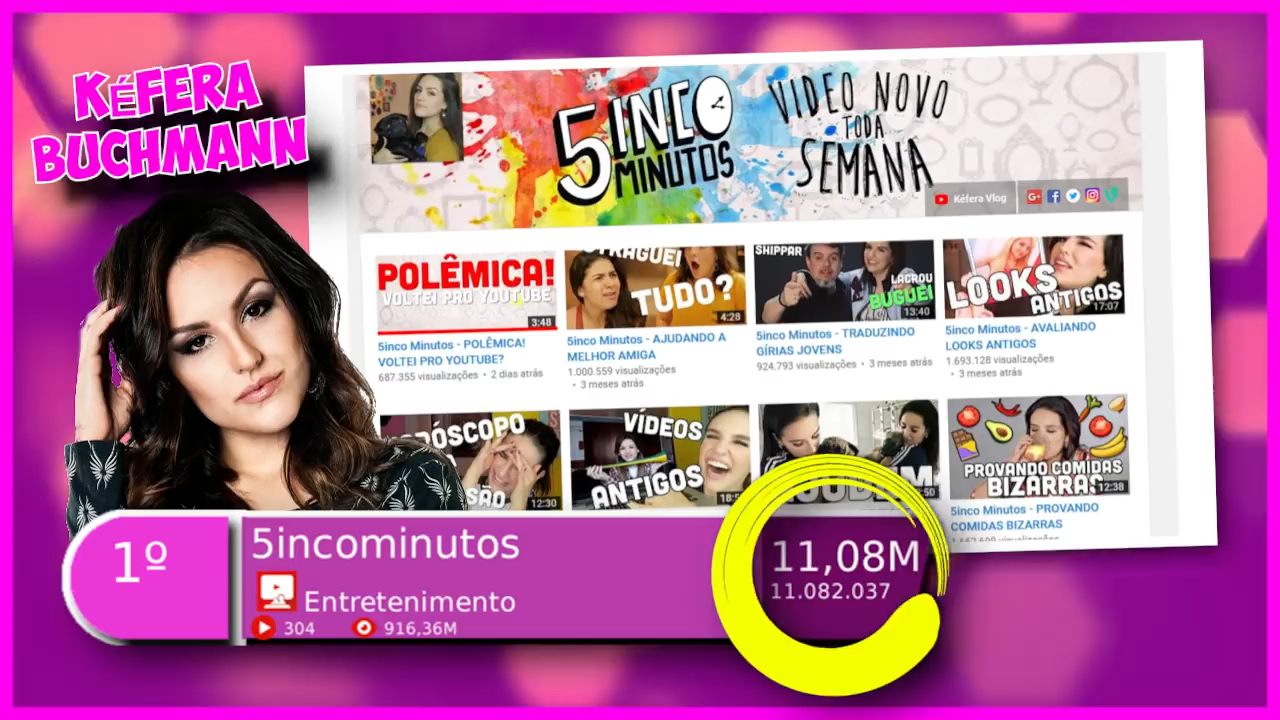 KÉFERA
BUCHMANN
5INCO
MINUTOS
VIDEO NOVO
TODA
SEMANA
Kéfera Vlog
POLÊMICA!
VOLTEI PRO YOUTUBE
3:48
5inco Minutos - POLÊMICA!
VOLTEI PRO YOUTUBE?
687.355 visualizações • 2 dias atrás
TUDO?
4:28
5inco Minutos - AJUDANDO A
MELHOR AMIGA
1.000.559 visualizações
• 3 meses atrás
SHIPPAR
LACROU
BUGUEI
13:40
5inco Minutos - TRADUZINDO
GÍRIAS JOVENS
924.793 visualizações • 3 meses atrás
LOOKS
ANTIGOS
17:07
5inco Minutos - AVALIANDO
LOOKS ANTIGOS
1.693.128 visualizações
• 3 meses atrás
12:30
VÍDEOS
ANTIGOS
PROVANDO COMIDAS
BIZARRAS
12:38
5inco Minutos - PROVANDO
COMIDAS BIZARRAS
1º
5incominutos
Entretenimento
304
916,36M
11,08M
11.082.037